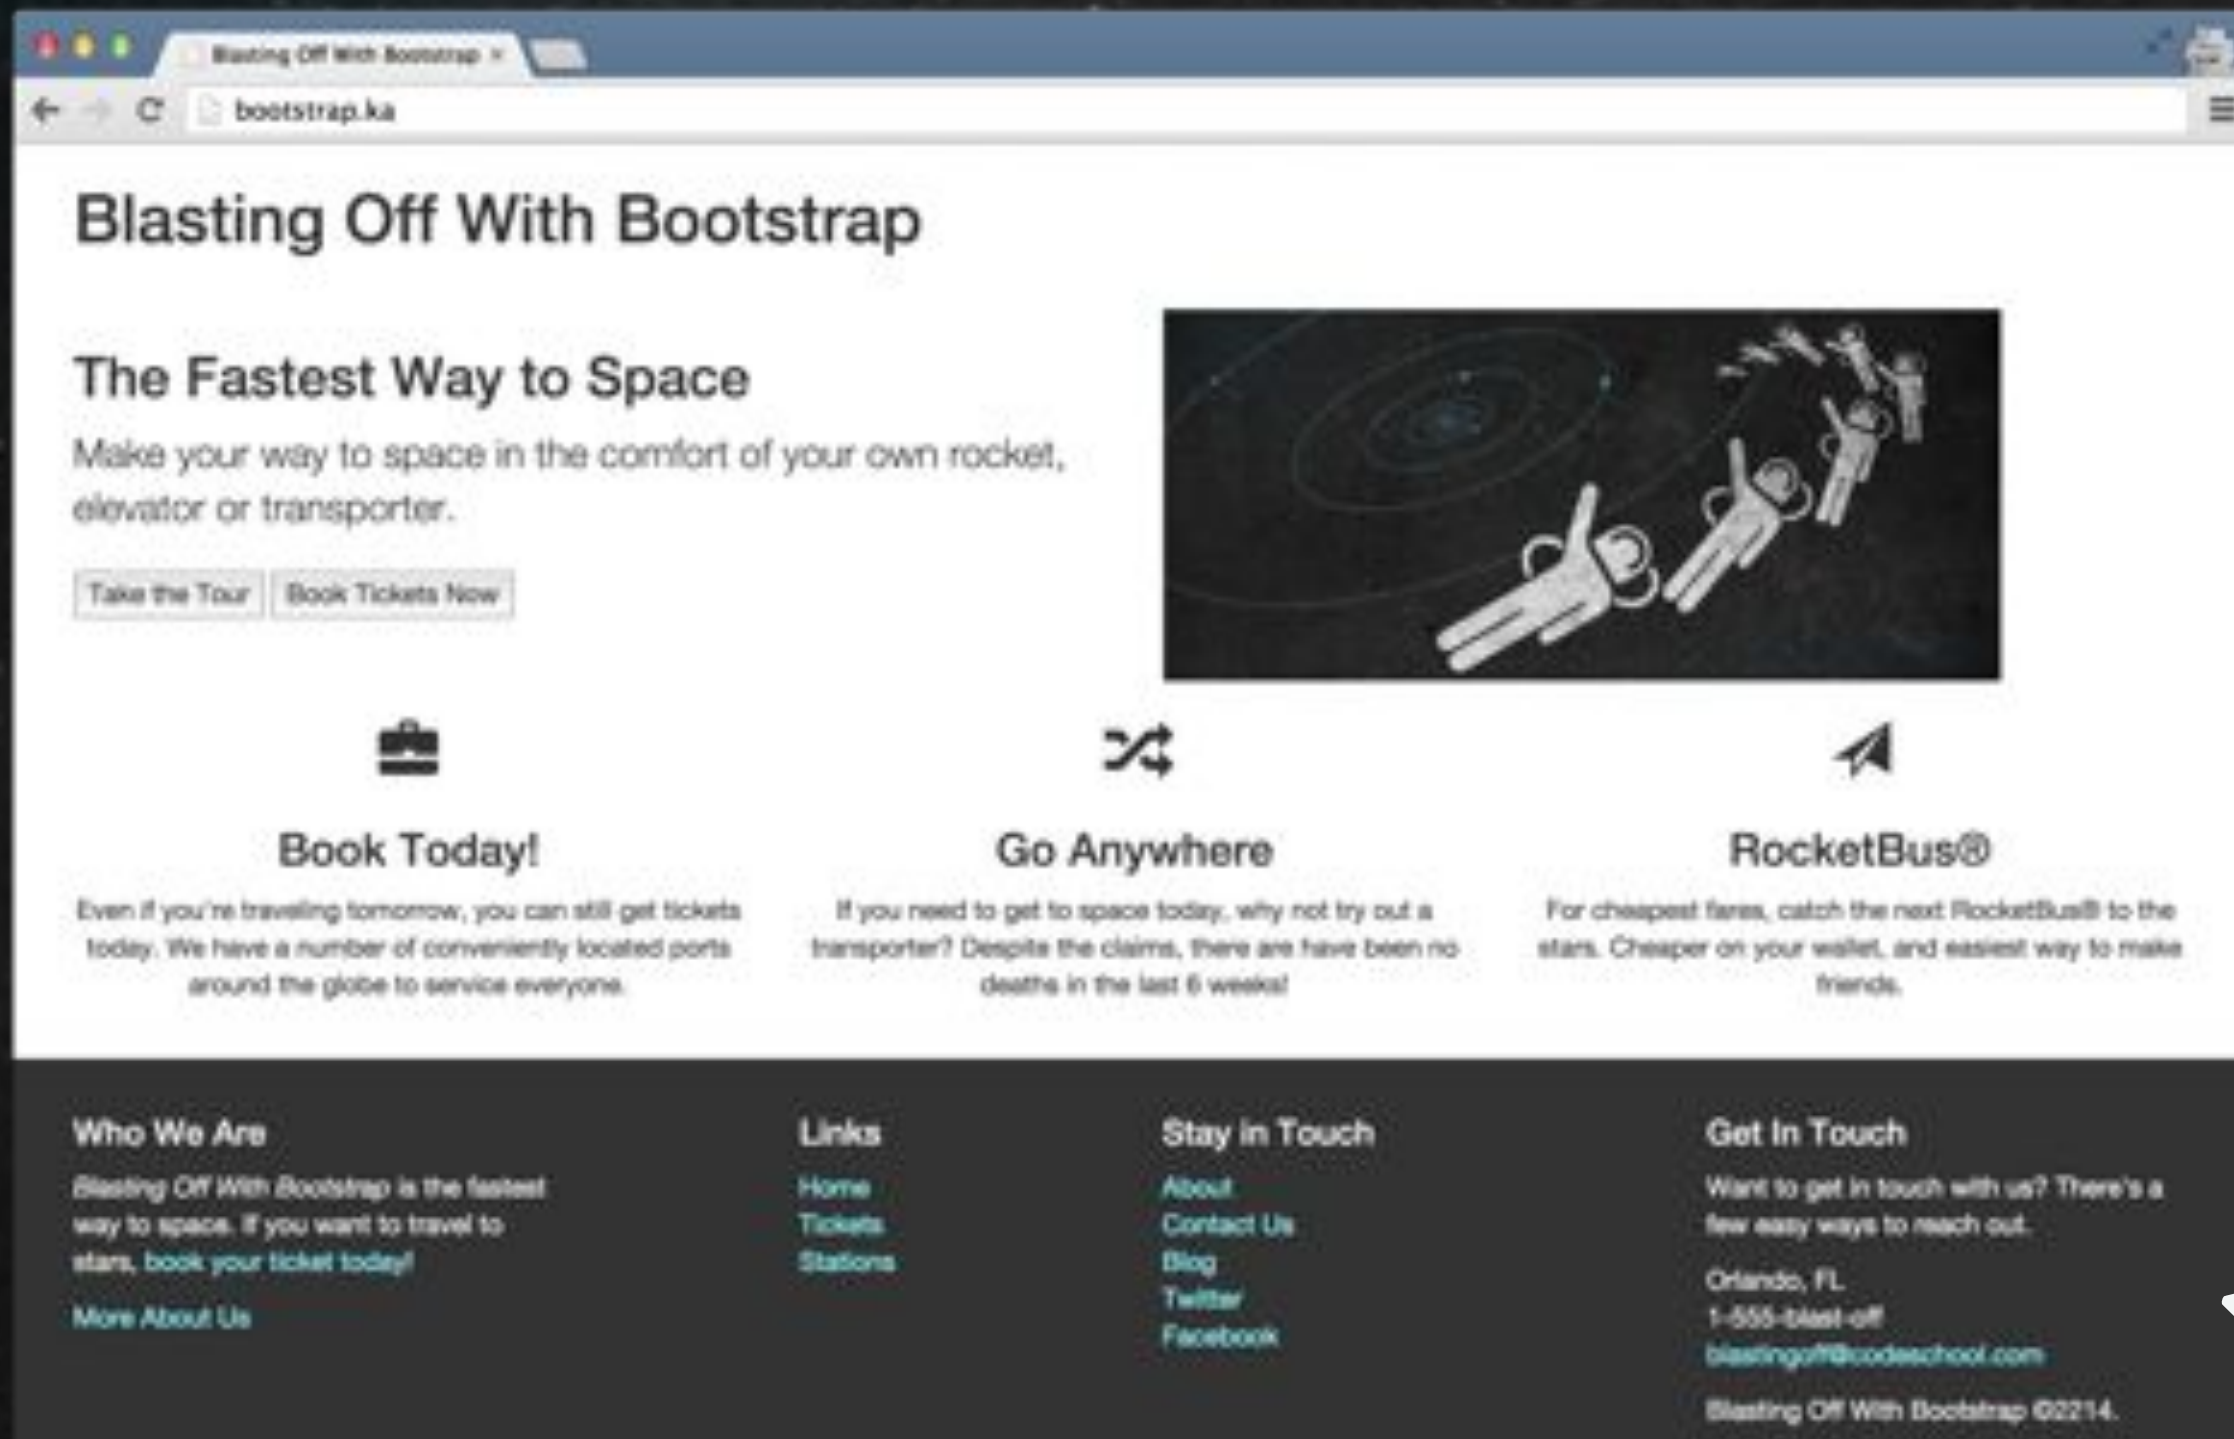 Blasting Off With Bootstrap
bootstrap.ka
Blasting Off With Bootstrap
The Fastest Way to Space
Make your way to space in the comfort of your own rocket,
elevator or transporter.
Take the Tour
Book Tickets Now
Book Today!
Even if you're traveling tomorrow, you can still get tickets
today. We have a number of conveniently located ports
around the globe to service everyone.
Go Anywhere
If you need to get to space today, why not try out a
transporter? Despite the claims, there are have been no
deaths in the last 6 weeks!
RocketBus®
For cheapest fares, catch the next RocketBus® to the
stars. Cheaper on your wallet, and easiest way to make
friends.
Who We Are
Blasting Off With Bootstrap is the fastest
way to space. If you want to travel to
stars, book your ticket today!
More About Us
Links
Home
Tickets
Stations
Stay in Touch
About
Contact Us
Blog
Twitter
Facebook
Get In Touch
Want to get in touch with us? There's a
few easy ways to reach out.
Orlando, FL
1-555-blast-off
blastingoff@codeschool.com
Blasting Off With Bootstrap ©2214.